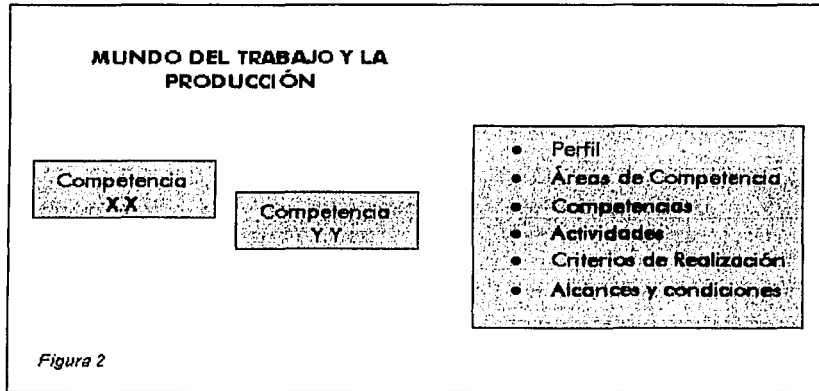 MUNDO DEL TRABAJO Y LA
PRODUCCIÓN
Competencia
X.X
Competencia
Y.Y
• Perfil
• Áreas de Competencia
• Competencias
• Actividades
• Criterios de Realización
• Alcances y condiciones
Figura 2